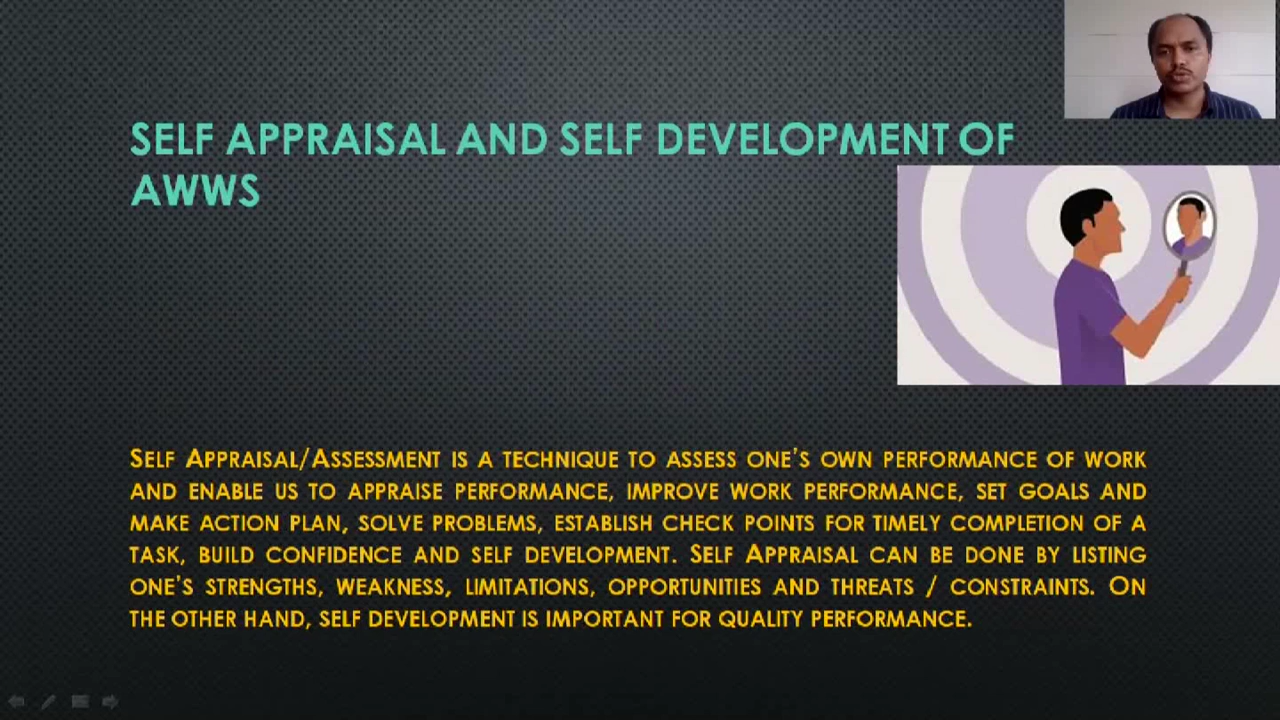 SELF APPRAISAL AND SELF DEVELOPMENT OF
AWWS
SELF APPRAISAL/ASSESSMENT IS A TECHNIQUE TO ASSESS ONE'S OWN PERFORMANCE OF WORK
AND ENABLE US TO APPRAISE PERFORMANCE, IMPROVE WORK PERFORMANCE, SET GOALS AND
MAKE ACTION PLAN, SOLVE PROBLEMS, ESTABLISH CHECK POINTS FOR TIMELY COMPLETION OF A
TASK, BUILD CONFIDENCE AND SELF DEVELOPMENT. SELF APPRAISAL CAN BE DONE BY LISTING
ONE'S STRENGTHS, WEAKNESS, LIMITATIONS, OPPORTUNITIES AND THREATS / CONSTRAINTS. ON
THE OTHER HAND, SELF DEVELOPMENT IS IMPORTANT FOR QUALITY PERFORMANCE.